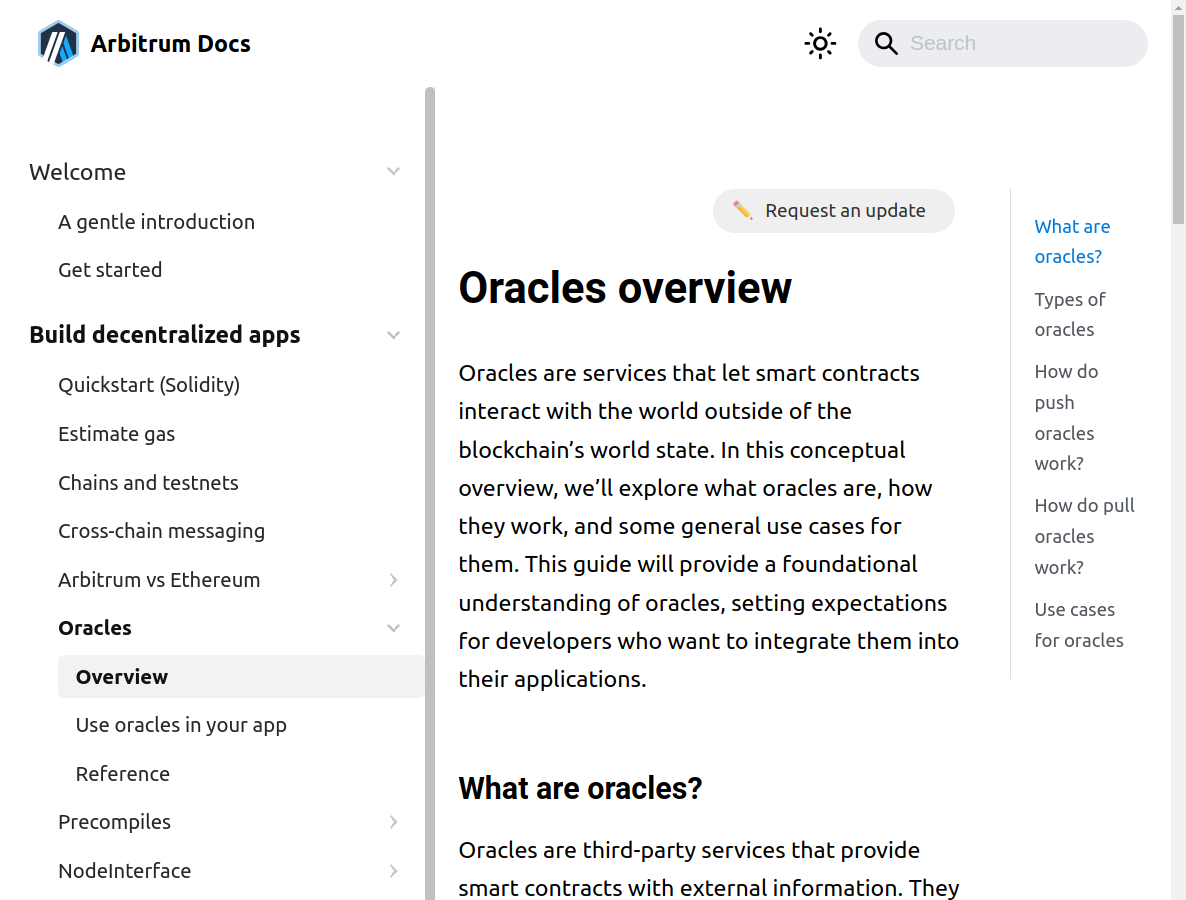 Arbitrum Docs
Search
Welcome
A gentle introduction
Get started
Build decentralized apps
Quickstart (Solidity)
Estimate gas
Chains and testnets
Cross-chain messaging
Arbitrum vs Ethereum
Oracles
Overview
Use oracles in your app
Reference
Precompiles
NodeInterface
Request an update
Oracles overview
Oracles are services that let smart contracts
interact with the world outside of the
blockchain’s world state. In this conceptual
overview, we’ll explore what oracles are, how
they work, and some general use cases for
them. This guide will provide a foundational
understanding of oracles, setting expectations
for developers who want to integrate them into
their applications.
What are oracles?
Oracles are third-party services that provide
smart contracts with external information. They
What are
oracles?
Types of
oracles
How do
push
oracles
work?
How do pull
oracles
work?
Use cases
for oracles